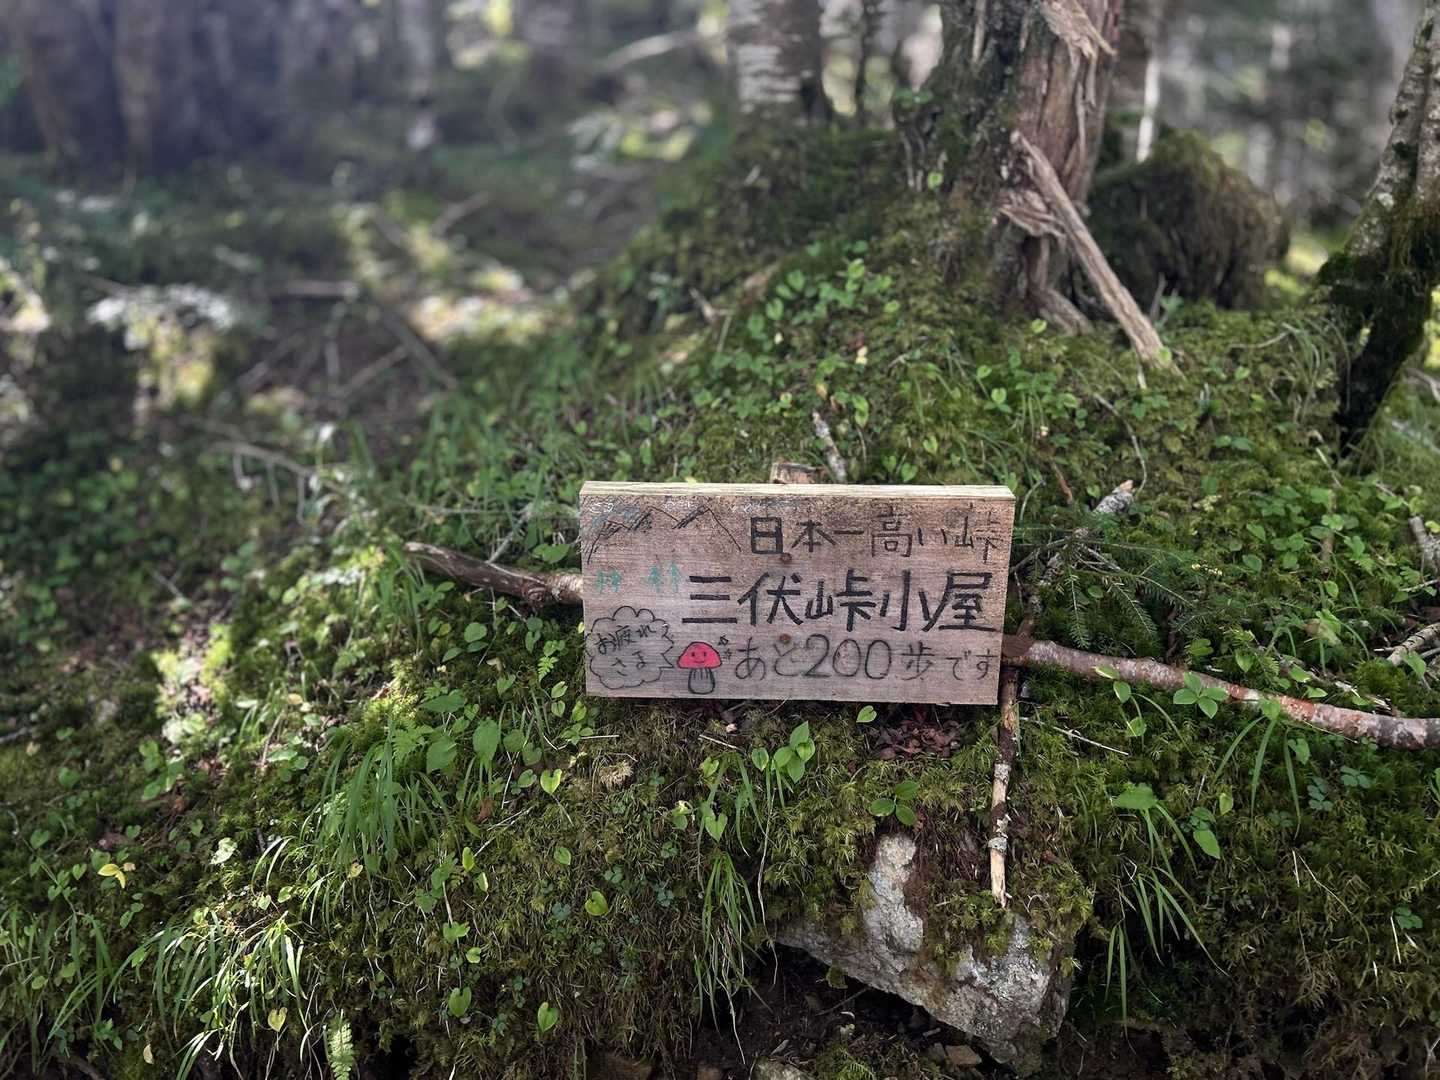 日本一高い峠
三伏峠小屋
お疲れ
さま
あと200歩です